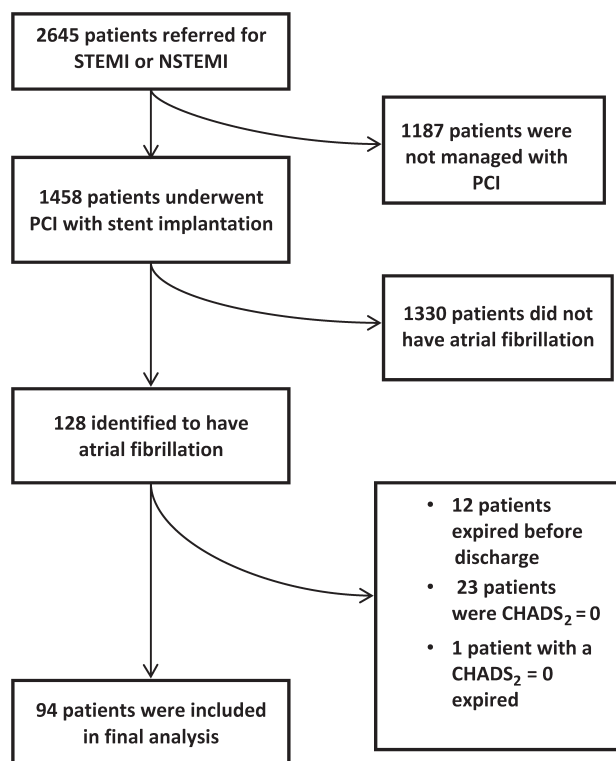 2645 patients referred for
STEMI or NSTEMI
1187 patients were
not managed with
PCI
1458 patients underwent
PCI with stent implantation
1330 patients did not
have atrial fibrillation
128 identified to have
atrial fibrillation
• 12 patients
expired before
discharge
• 23 patients
were CHADS₂ = 0
• 1 patient with a
CHADS₂ = 0
expired
94 patients were included
in final analysis